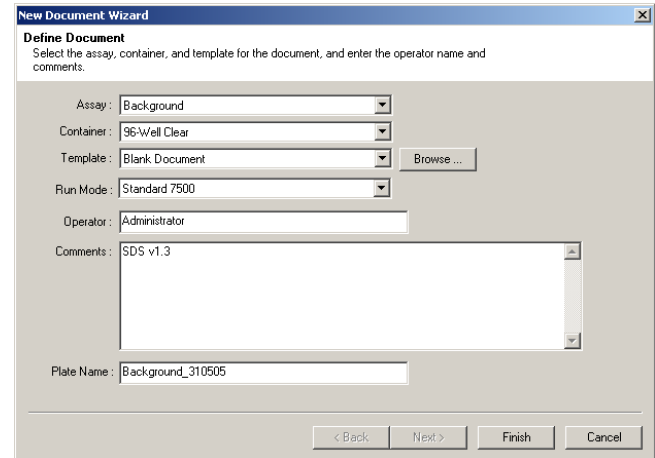 New Document Wizard
Define Document
Select the assay, container, and template for the document, and enter the operator name and
comments.
Assay : Background
Container : 96-Well Clear
Template : Blank Document Browse ...
Run Mode : Standard 7500
Operator : Administrator
Comments : SDS v1.3
Plate Name : Background_310505
< Back Next > Finish Cancel